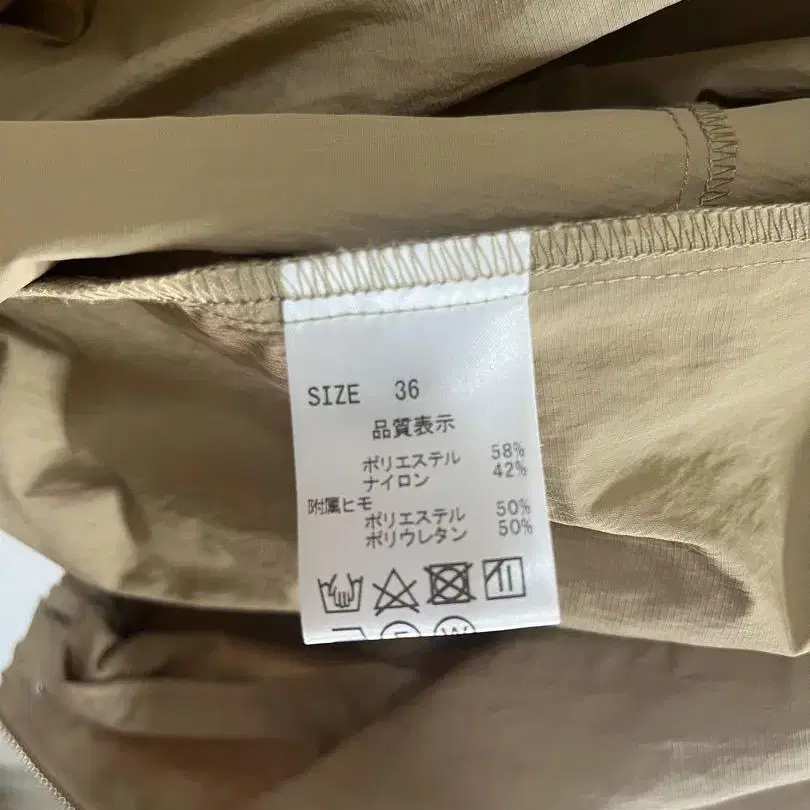 SIZE 36
品質表示
ポリエステル 58%
ナイロン 42%
附属ヒモ
ポリエステル 50%
ポリウレタン 50%